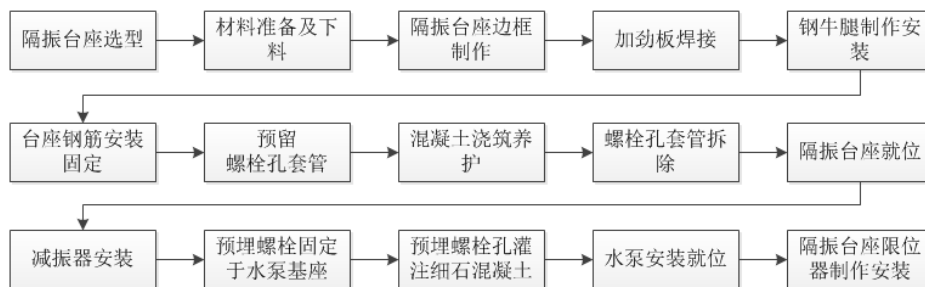 隔振台座选型
材料准备及下
料
隔振台座边框
制作
加劲板焊接
钢牛腿制作安
装
台座钢筋安装
固定
预留
螺栓孔套管
混凝土浇筑养
护
螺栓孔套管拆
除
隔振台座就位
减振器安装
预埋螺栓固定
于水泵基座
预埋螺栓孔灌
注细石混凝土
水泵安装就位
隔振台座限位
器制作安装